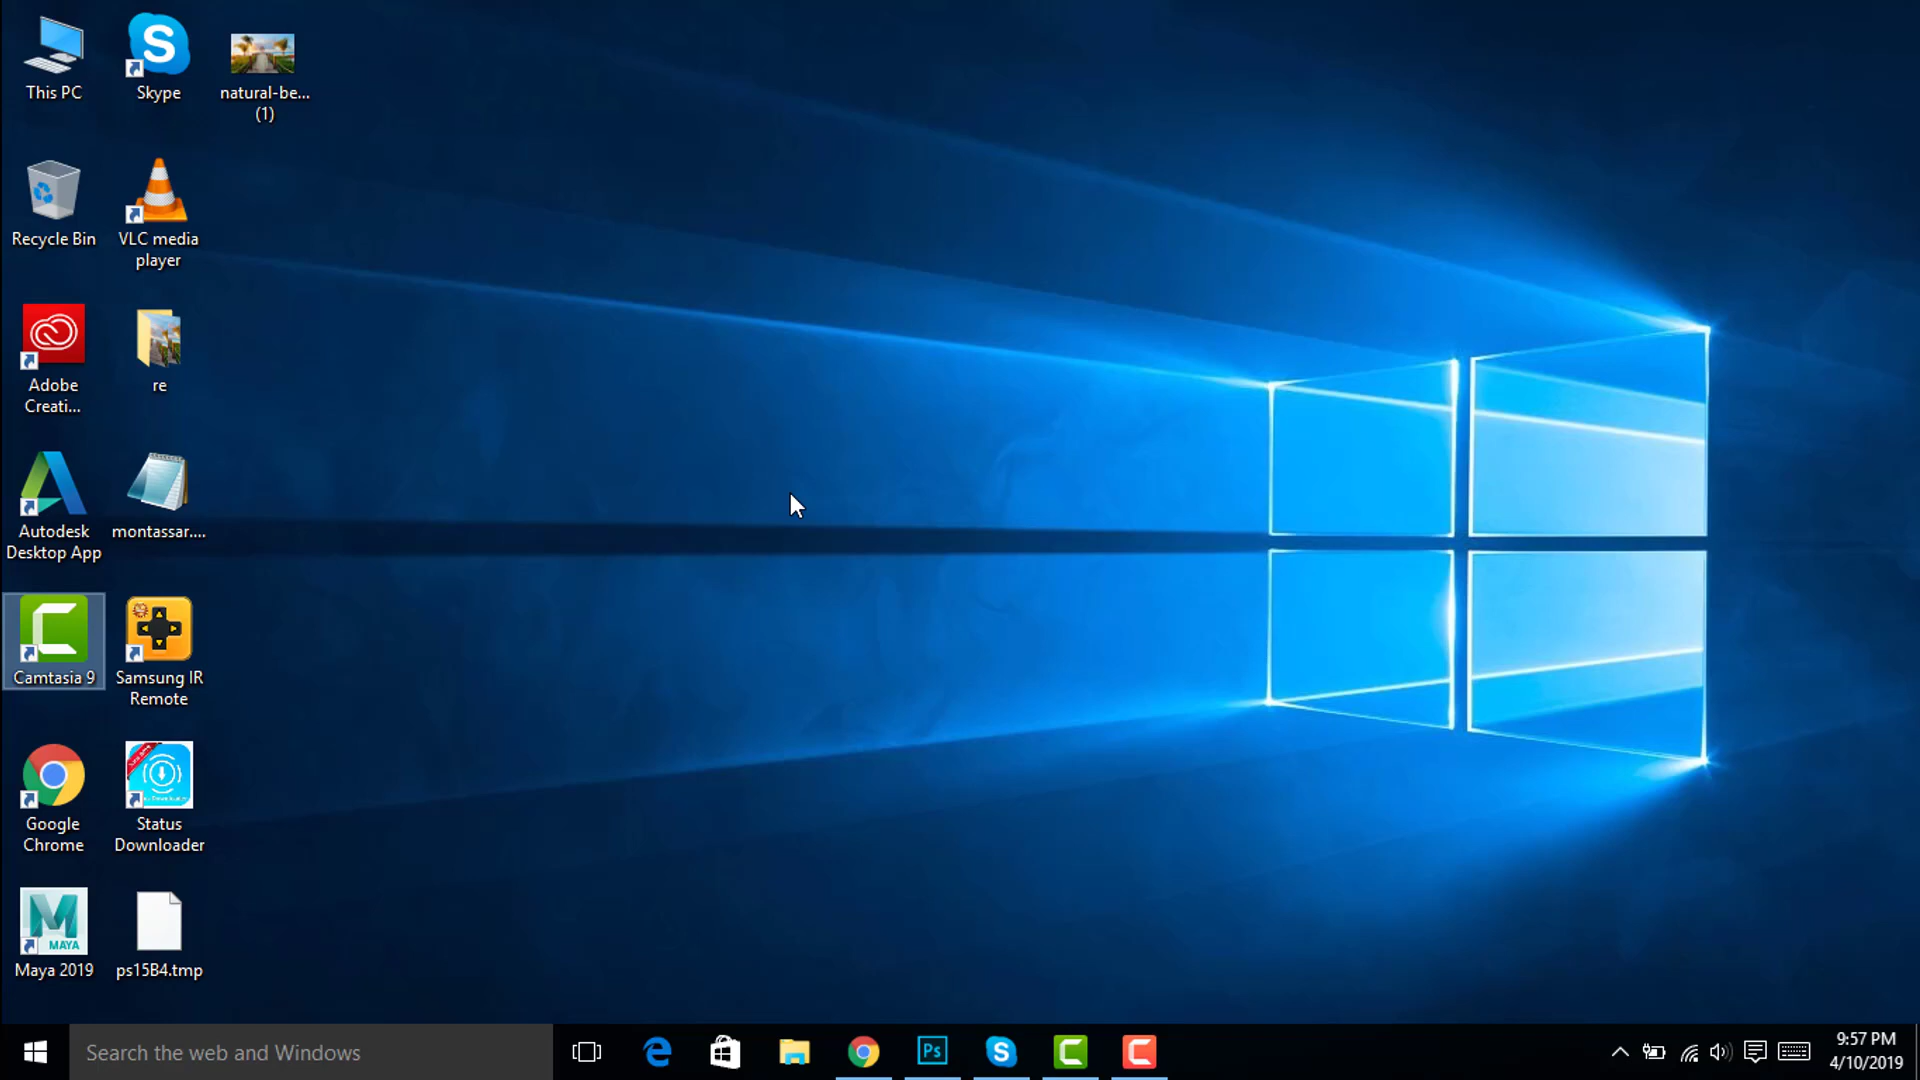 This PC
Skype
natural-be...
(1)
Recycle Bin
VLC media
player
Adobe
Creati...
re
Autodesk
Desktop App
montassar....
Camtasia 9
Samsung IR
Remote
Google
Chrome
Status
Downloader
MAYA
Maya 2019
ps15B4.tmp
Search the web and Windows
Ps
9:57 PM
4/10/2019